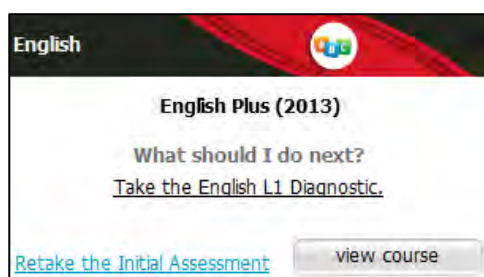 English
English Plus (2013)
What should I do next?
Take the English L1 Diagnostic.
Retake the Initial Assessment
view course